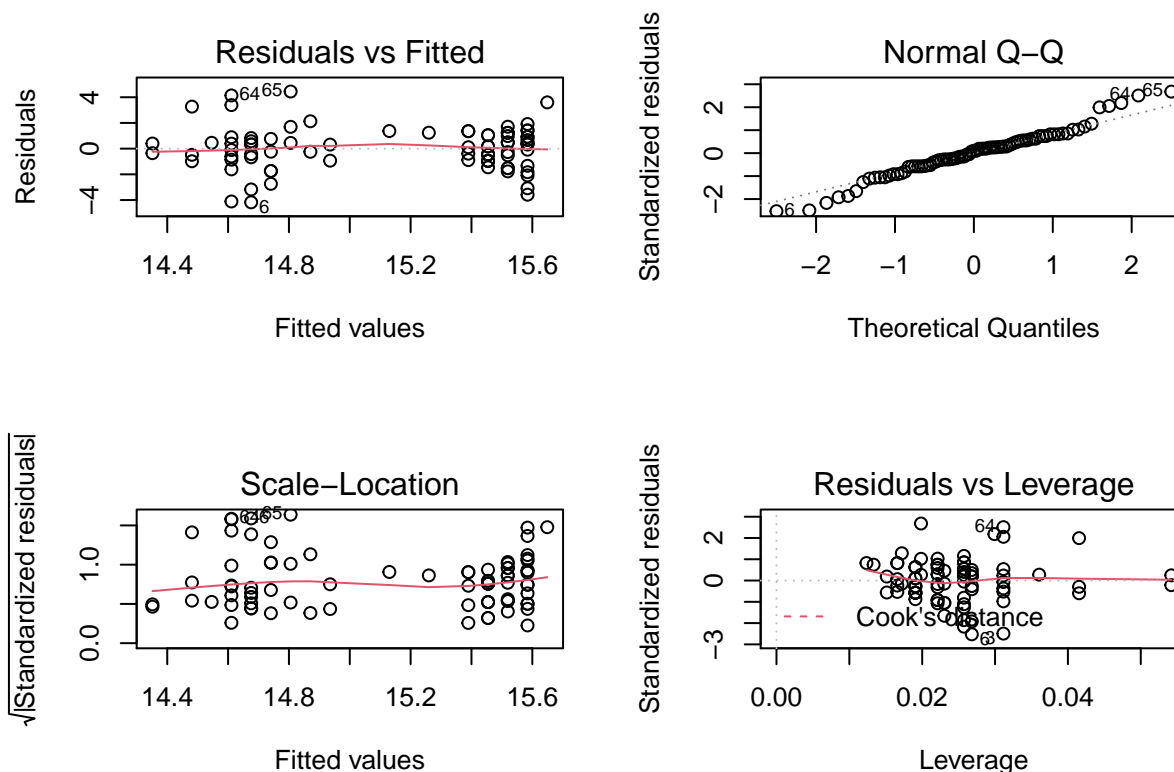 Residuals vs Fitted
Residuals
4
0
−4
64
65
6
14.4 14.8 15.2 15.6
Fitted values
Normal Q−Q
Standardized residuals
2
0
−2
64
65
6
−2 −1 0 1 2
Theoretical Quantiles
Scale−Location
√|Standardized residuals|
1.0
0.0
65
14.4 14.8 15.2 15.6
Fitted values
Residuals vs Leverage
Standardized residuals
2
0
−3
64
Cook's distance
63
0.00 0.02 0.04
Leverage